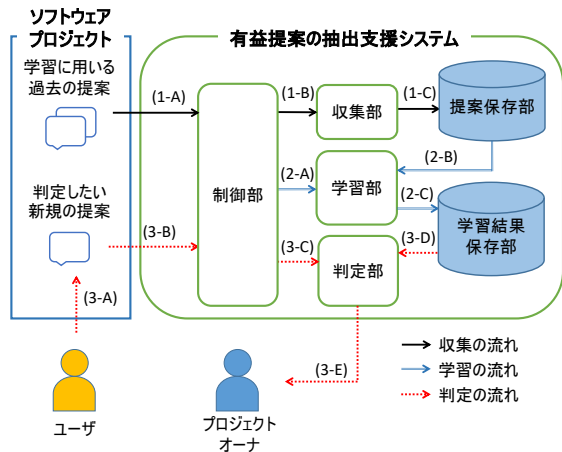 ソフトウェア
プロジェクト
有益提案の抽出支援システム
学習に用いる
過去の提案
(1-A)
(1-B)
(1-C)
収集部
提案保存部
(2-A)
(2-B)
制御部
学習部
(2-C)
判定したい
新規の提案
学習結果
保存部
(3-B)
(3-C)
(3-D)
判定部
(3-A)
(3-E)
収集の流れ
学習の流れ
判定の流れ
ユーザ
プロジェクト
オーナ